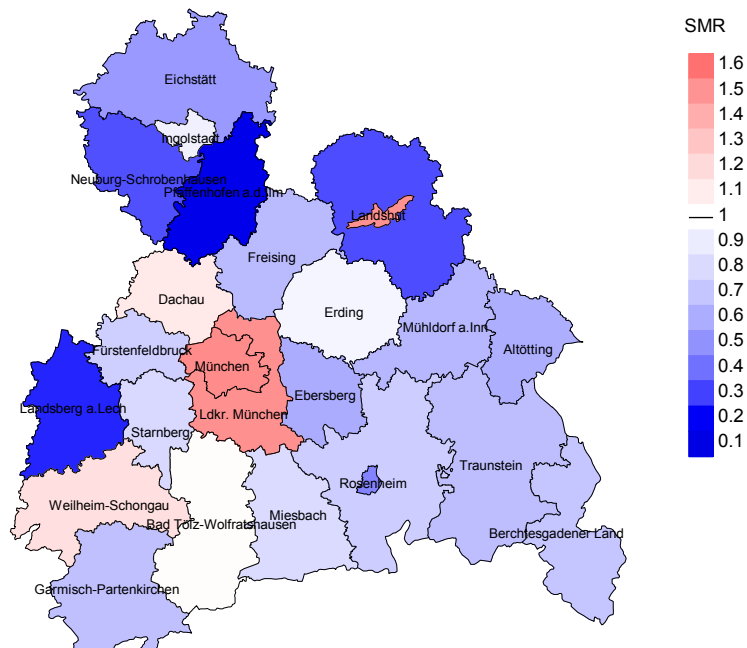 SMR
1.6
1.5
1.4
1.3
1.2
1.1
1
0.9
0.8
0.7
0.6
0.5
0.4
0.3
0.2
0.1
Eichstätt
Ingolstadt
Neuburg-Schrobenhausen
Pfaffenhofen a.d.Ilm
Landshut
Freising
Dachau
Erding
Mühldorf a.Inn
Altötting
Fürstenfeldbruck
München
Ebersberg
Landsberg a.Lech
Ldkr. München
Starnberg
Traunstein
Rosenheim
Weilheim-Schongau
Miesbach
Bad Tölz-Wolfratshausen
Berchtesgadener Land
Garmisch-Partenkirchen